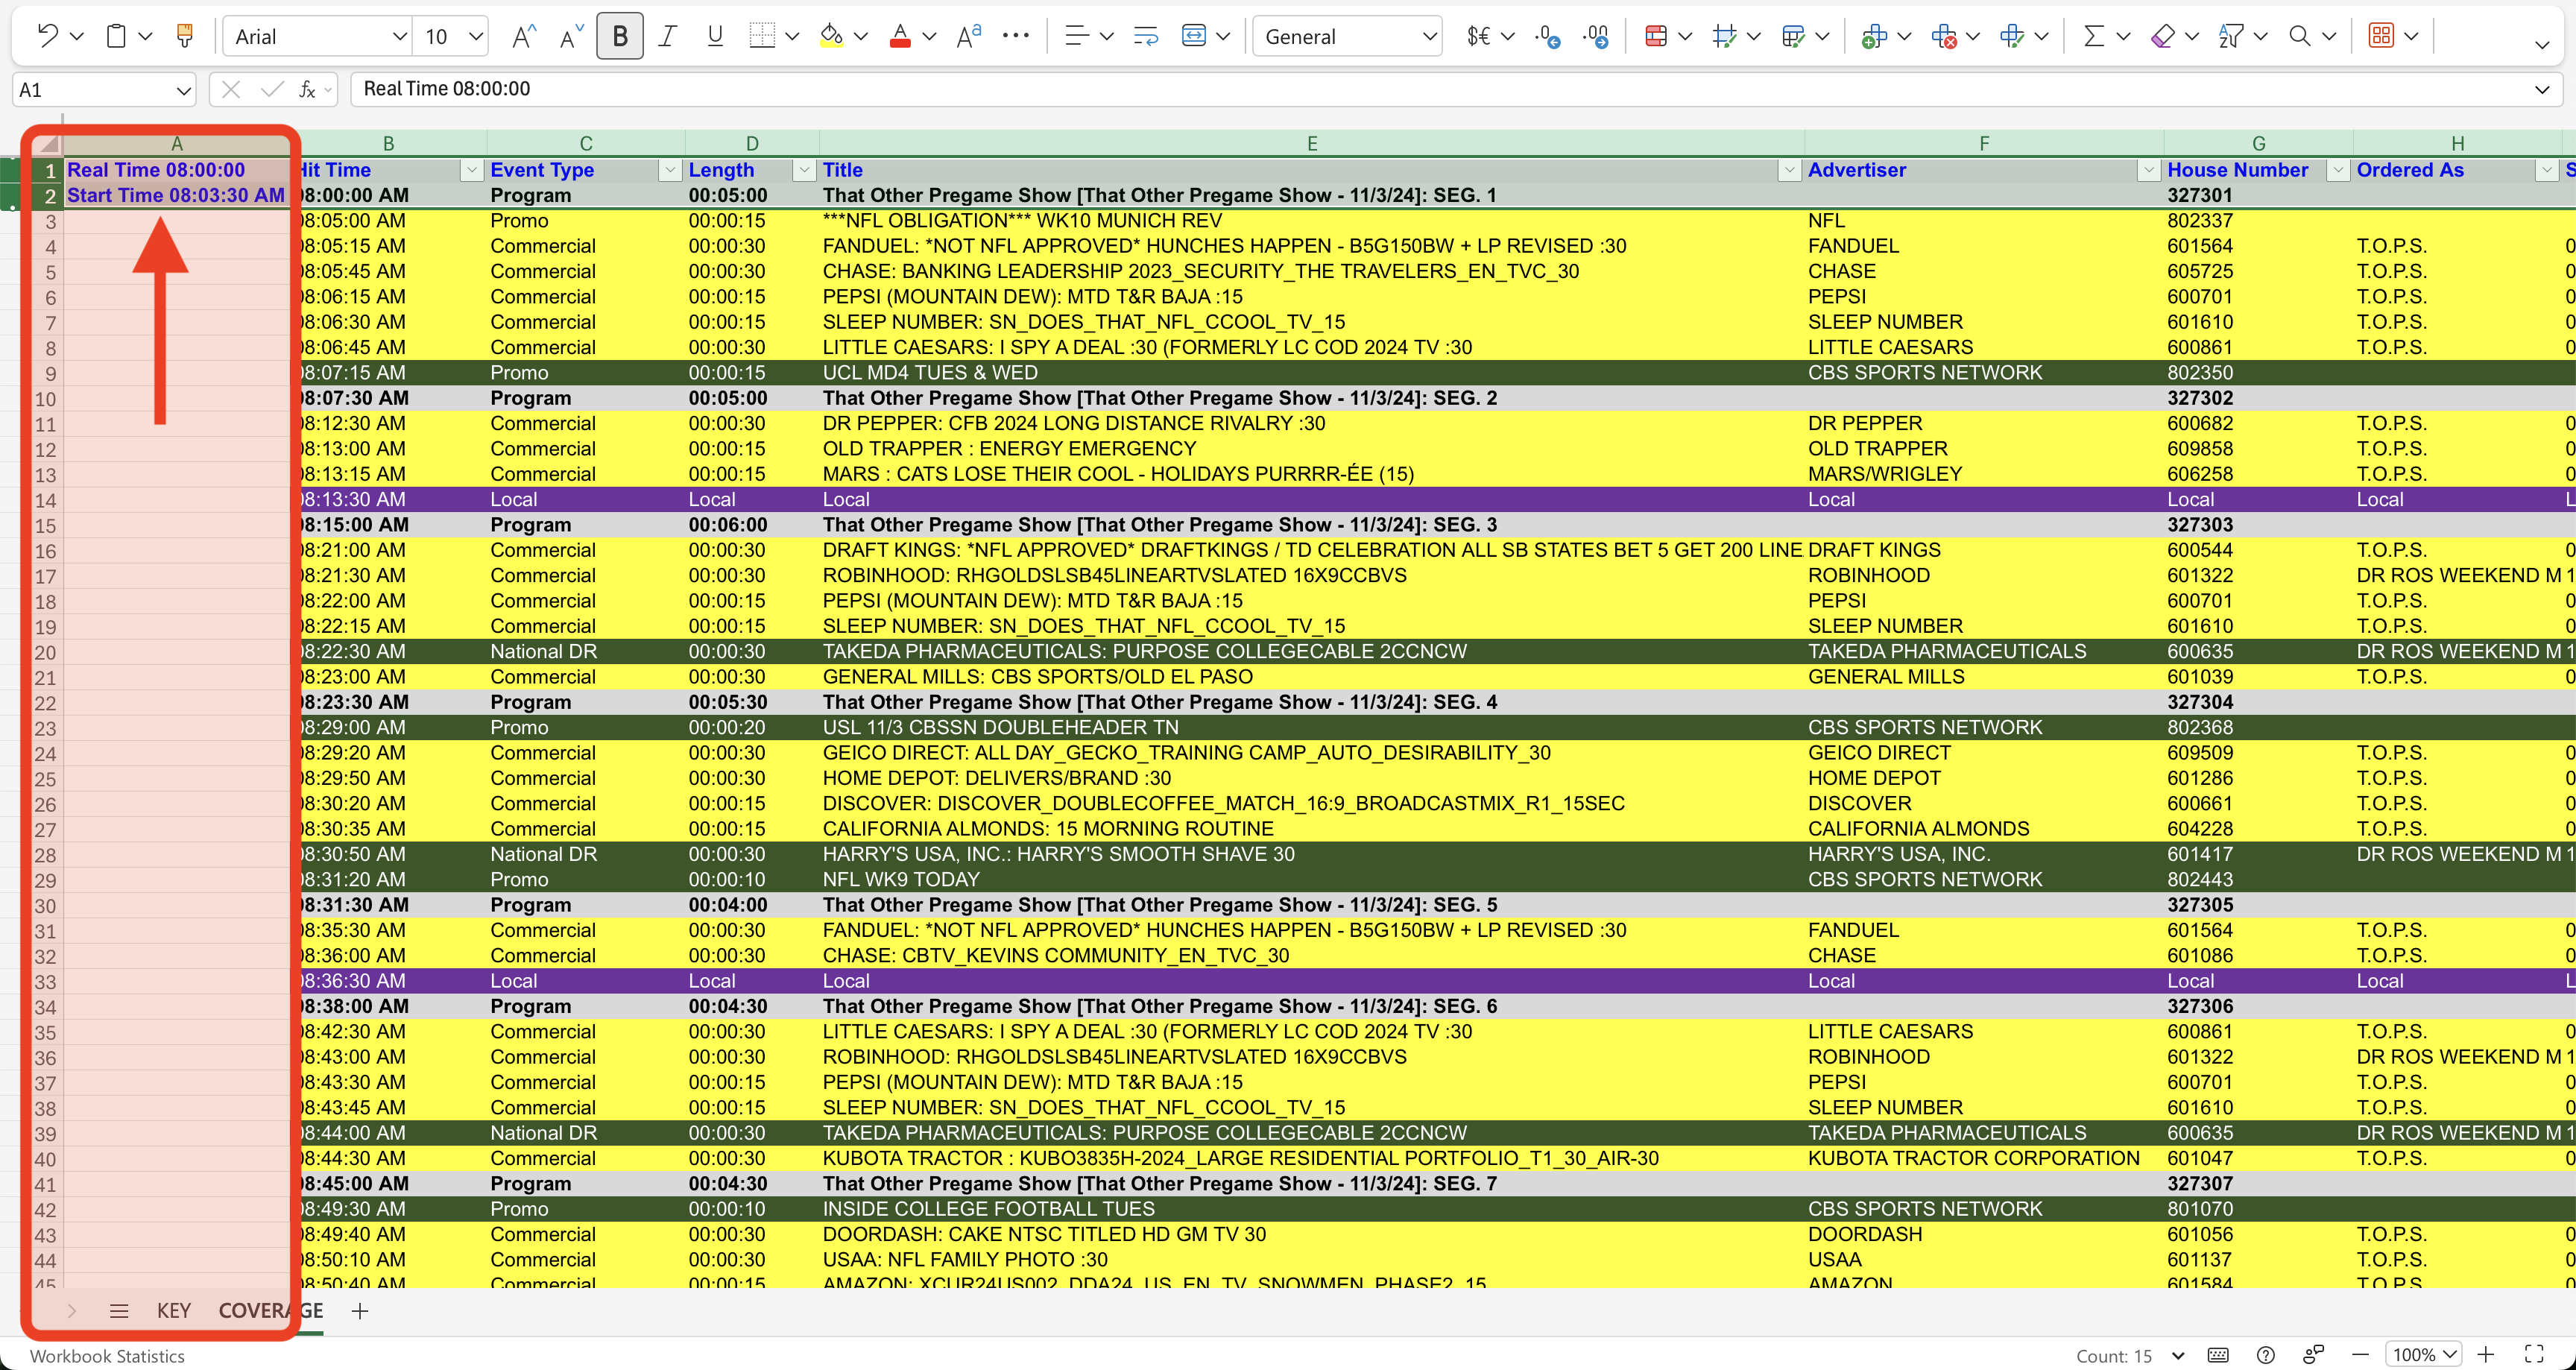 Arial 10 B I U General $€
A1 fx Real Time 08:00:00
A B C D E F G H
1 Real Time 08:00:00 Hit Time Event Type Length Title Advertiser House Number Ordered As S
2 Start Time 08:03:30 AM 08:00:00 AM Program 00:05:00 That Other Pregame Show [That Other Pregame Show - 11/3/24]: SEG. 1 327301
3 08:05:00 AM Promo 00:00:15 ***NFL OBLIGATION*** WK10 MUNICH REV NFL 802337
4 08:05:15 AM Commercial 00:00:30 FANDUEL: *NOT NFL APPROVED* HUNCHES HAPPEN - B5G150BW + LP REVISED :30 FANDUEL 601564 T.O.P.S. 0
5 08:05:45 AM Commercial 00:00:30 CHASE: BANKING LEADERSHIP 2023_SECURITY_THE TRAVELERS_EN_TVC_30 CHASE 605725 T.O.P.S. 0
6 08:06:15 AM Commercial 00:00:15 PEPSI (MOUNTAIN DEW): MTD T&R BAJA :15 PEPSI 600701 T.O.P.S. 0
7 08:06:30 AM Commercial 00:00:15 SLEEP NUMBER: SN_DOES_THAT_NFL_CCOOL_TV_15 SLEEP NUMBER 601610 T.O.P.S. 0
8 08:06:45 AM Commercial 00:00:30 LITTLE CAESARS: I SPY A DEAL :30 (FORMERLY LC COD 2024 TV :30 LITTLE CAESARS 600861 T.O.P.S. 0
9 08:07:15 AM Promo 00:00:15 UCL MD4 TUES & WED CBS SPORTS NETWORK 802350
10 08:07:30 AM Program 00:05:00 That Other Pregame Show [That Other Pregame Show - 11/3/24]: SEG. 2 327302
11 08:12:30 AM Commercial 00:00:30 DR PEPPER: CFB 2024 LONG DISTANCE RIVALRY :30 DR PEPPER 600682 T.O.P.S. 0
12 08:13:00 AM Commercial 00:00:15 OLD TRAPPER : ENERGY EMERGENCY OLD TRAPPER 609858 T.O.P.S. 0
13 08:13:15 AM Commercial 00:00:15 MARS : CATS LOSE THEIR COOL - HOLIDAYS PURRRR-ÉE (15) MARS/WRIGLEY 606258 T.O.P.S. 0
14 08:13:30 AM Local Local Local Local Local Local L
15 08:15:00 AM Program 00:06:00 That Other Pregame Show [That Other Pregame Show - 11/3/24]: SEG. 3 327303
16 08:21:00 AM Commercial 00:00:30 DRAFT KINGS: *NFL APPROVED* DRAFTKINGS / TD CELEBRATION ALL SB STATES BET 5 GET 200 LINE DRAFT KINGS 600544 T.O.P.S. 0
17 08:21:30 AM Commercial 00:00:30 ROBINHOOD: RHGOLDSLSB45LINEARTVSLATED 16X9CCBVS ROBINHOOD 601322 DR ROS WEEKEND M 1
18 08:22:00 AM Commercial 00:00:15 PEPSI (MOUNTAIN DEW): MTD T&R BAJA :15 PEPSI 600701 T.O.P.S. 0
19 08:22:15 AM Commercial 00:00:15 SLEEP NUMBER: SN_DOES_THAT_NFL_CCOOL_TV_15 SLEEP NUMBER 601610 T.O.P.S. 0
20 08:22:30 AM National DR 00:00:30 TAKEDA PHARMACEUTICALS: PURPOSE COLLEGECABLE 2CCNCW TAKEDA PHARMACEUTICALS 600635 DR ROS WEEKEND M 1
21 08:23:00 AM Commercial 00:00:30 GENERAL MILLS: CBS SPORTS/OLD EL PASO GENERAL MILLS 601039 T.O.P.S. 0
22 08:23:30 AM Program 00:05:30 That Other Pregame Show [That Other Pregame Show - 11/3/24]: SEG. 4 327304
23 08:29:00 AM Promo 00:00:20 USL 11/3 CBSSN DOUBLEHEADER TN CBS SPORTS NETWORK 802368
24 08:29:20 AM Commercial 00:00:30 GEICO DIRECT: ALL DAY_GECKO_TRAINING CAMP_AUTO_DESIRABILITY_30 GEICO DIRECT 609509 T.O.P.S. 0
25 08:29:50 AM Commercial 00:00:30 HOME DEPOT: DELIVERS/BRAND :30 HOME DEPOT 601286 T.O.P.S. 0
26 08:30:20 AM Commercial 00:00:15 DISCOVER: DISCOVER_DOUBLECOFFEE_MATCH_16:9_BROADCASTMIX_R1_15SEC DISCOVER 600661 T.O.P.S. 0
27 08:30:35 AM Commercial 00:00:15 CALIFORNIA ALMONDS: 15 MORNING ROUTINE CALIFORNIA ALMONDS 604228 T.O.P.S. 0
28 08:30:50 AM National DR 00:00:30 HARRY'S USA, INC.: HARRY'S SMOOTH SHAVE 30 HARRY'S USA, INC. 601417 DR ROS WEEKEND M 1
29 08:31:20 AM Promo 00:00:10 NFL WK9 TODAY CBS SPORTS NETWORK 802443
30 08:31:30 AM Program 00:04:00 That Other Pregame Show [That Other Pregame Show - 11/3/24]: SEG. 5 327305
31 08:35:30 AM Commercial 00:00:30 FANDUEL: *NOT NFL APPROVED* HUNCHES HAPPEN - B5G150BW + LP REVISED :30 FANDUEL 601564 T.O.P.S. 0
32 08:36:00 AM Commercial 00:00:30 CHASE: CBTV_KEVINS COMMUNITY_EN_TVC_30 CHASE 601086 T.O.P.S. 0
33 08:36:30 AM Local Local Local Local Local Local L
34 08:38:00 AM Program 00:04:30 That Other Pregame Show [That Other Pregame Show - 11/3/24]: SEG. 6 327306
35 08:42:30 AM Commercial 00:00:30 LITTLE CAESARS: I SPY A DEAL :30 (FORMERLY LC COD 2024 TV :30 LITTLE CAESARS 600861 T.O.P.S. 0
36 08:43:00 AM Commercial 00:00:30 ROBINHOOD: RHGOLDSLSB45LINEARTVSLATED 16X9CCBVS ROBINHOOD 601322 DR ROS WEEKEND M 1
37 08:43:30 AM Commercial 00:00:15 PEPSI (MOUNTAIN DEW): MTD T&R BAJA :15 PEPSI 600701 T.O.P.S. 0
38 08:43:45 AM Commercial 00:00:15 SLEEP NUMBER: SN_DOES_THAT_NFL_CCOOL_TV_15 SLEEP NUMBER 601610 T.O.P.S. 0
39 08:44:00 AM National DR 00:00:30 TAKEDA PHARMACEUTICALS: PURPOSE COLLEGECABLE 2CCNCW TAKEDA PHARMACEUTICALS 600635 DR ROS WEEKEND M 1
40 08:44:30 AM Commercial 00:00:30 KUBOTA TRACTOR : KUBO3835H-2024_LARGE RESIDENTIAL PORTFOLIO_T1_30_AIR-30 KUBOTA TRACTOR CORPORATION 601047 T.O.P.S. 0
41 08:45:00 AM Program 00:04:30 That Other Pregame Show [That Other Pregame Show - 11/3/24]: SEG. 7 327307
42 08:49:30 AM Promo 00:00:10 INSIDE COLLEGE FOOTBALL TUES CBS SPORTS NETWORK 801070
43 08:49:40 AM Commercial 00:00:30 DOORDASH: CAKE NTSC TITLED HD GM TV 30 DOORDASH 601056 T.O.P.S. 0
44 08:50:10 AM Commercial 00:00:30 USAA: NFL FAMILY PHOTO :30 USAA 601137 T.O.P.S. 0
45 08:50:40 AM Commercial 00:00:15 AMAZON: XCUR24US002_DDA24_US_EN_TV_SNOWMEN_PHASE2_15 AMAZON 601584 T.O.P.S. 0
KEY COVERAGE
Workbook Statistics Count: 15 100%